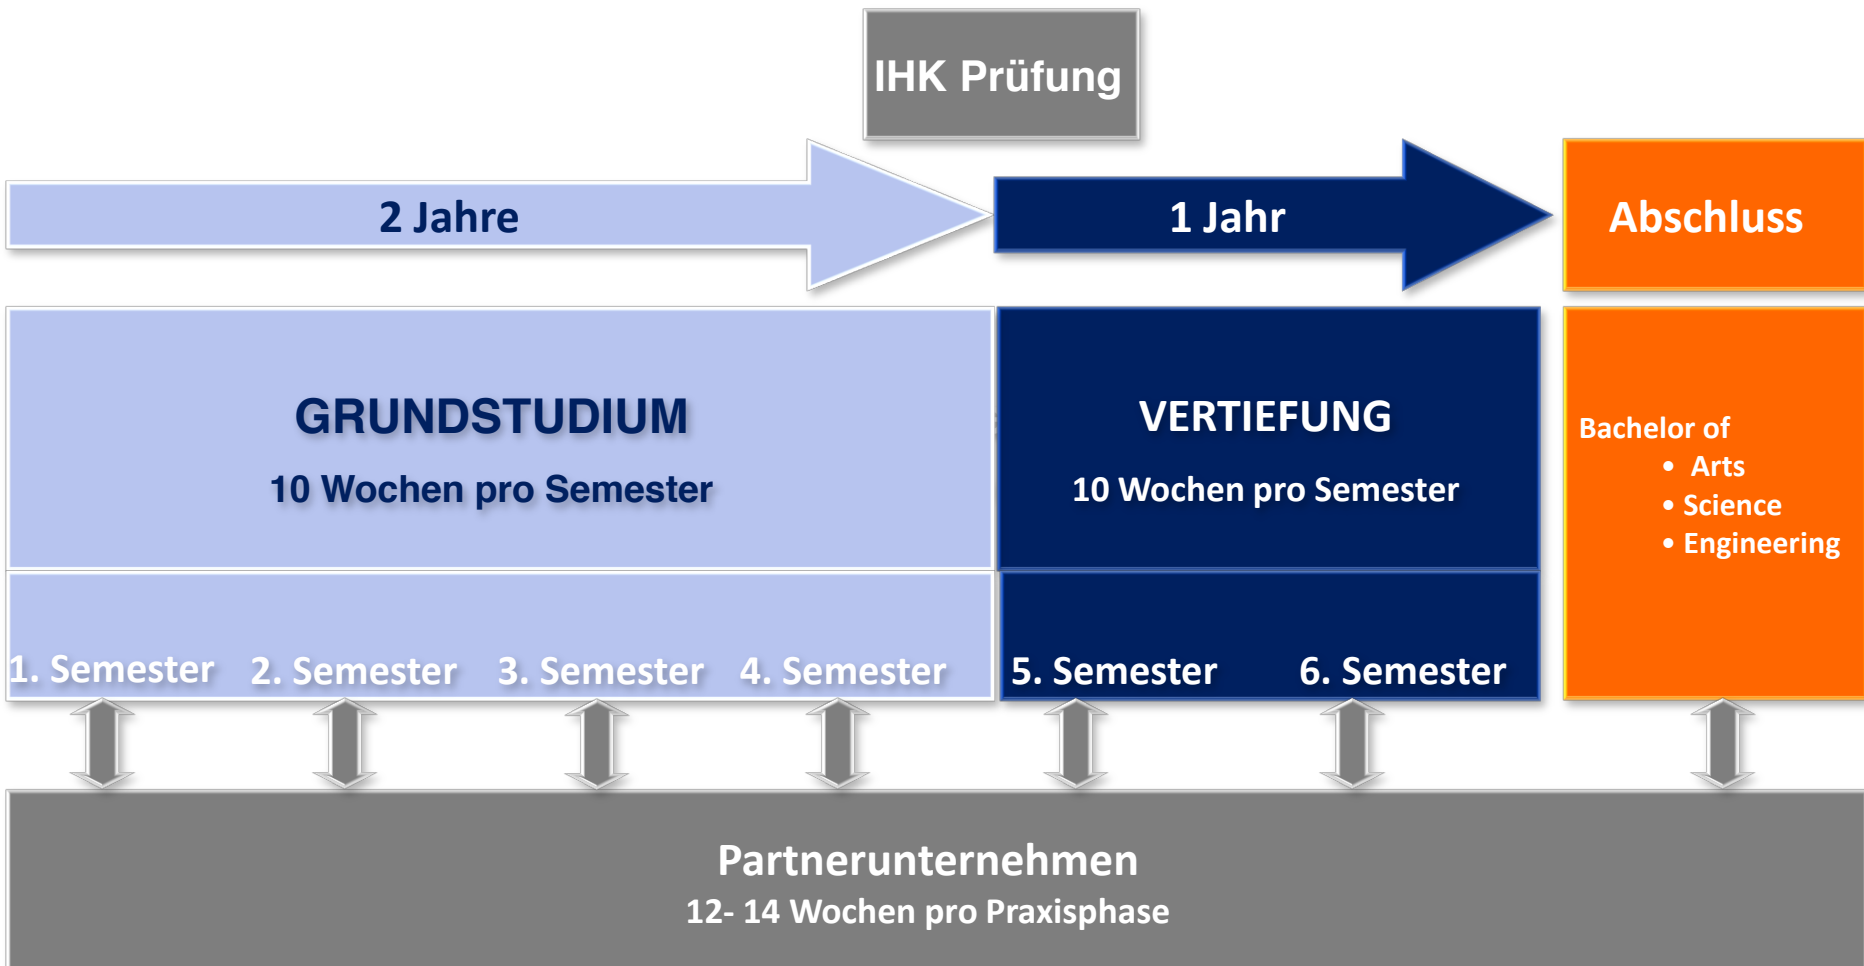 IHK Prüfung
2 Jahre
1 Jahr
Abschluss
GRUNDSTUDIUM
10 Wochen pro Semester
VERTIEFUNG
10 Wochen pro Semester
Bachelor of
• Arts
• Science
• Engineering
1. Semester
2. Semester
3. Semester
4. Semester
5. Semester
6. Semester
Partnerunternehmen
12- 14 Wochen pro Praxisphase